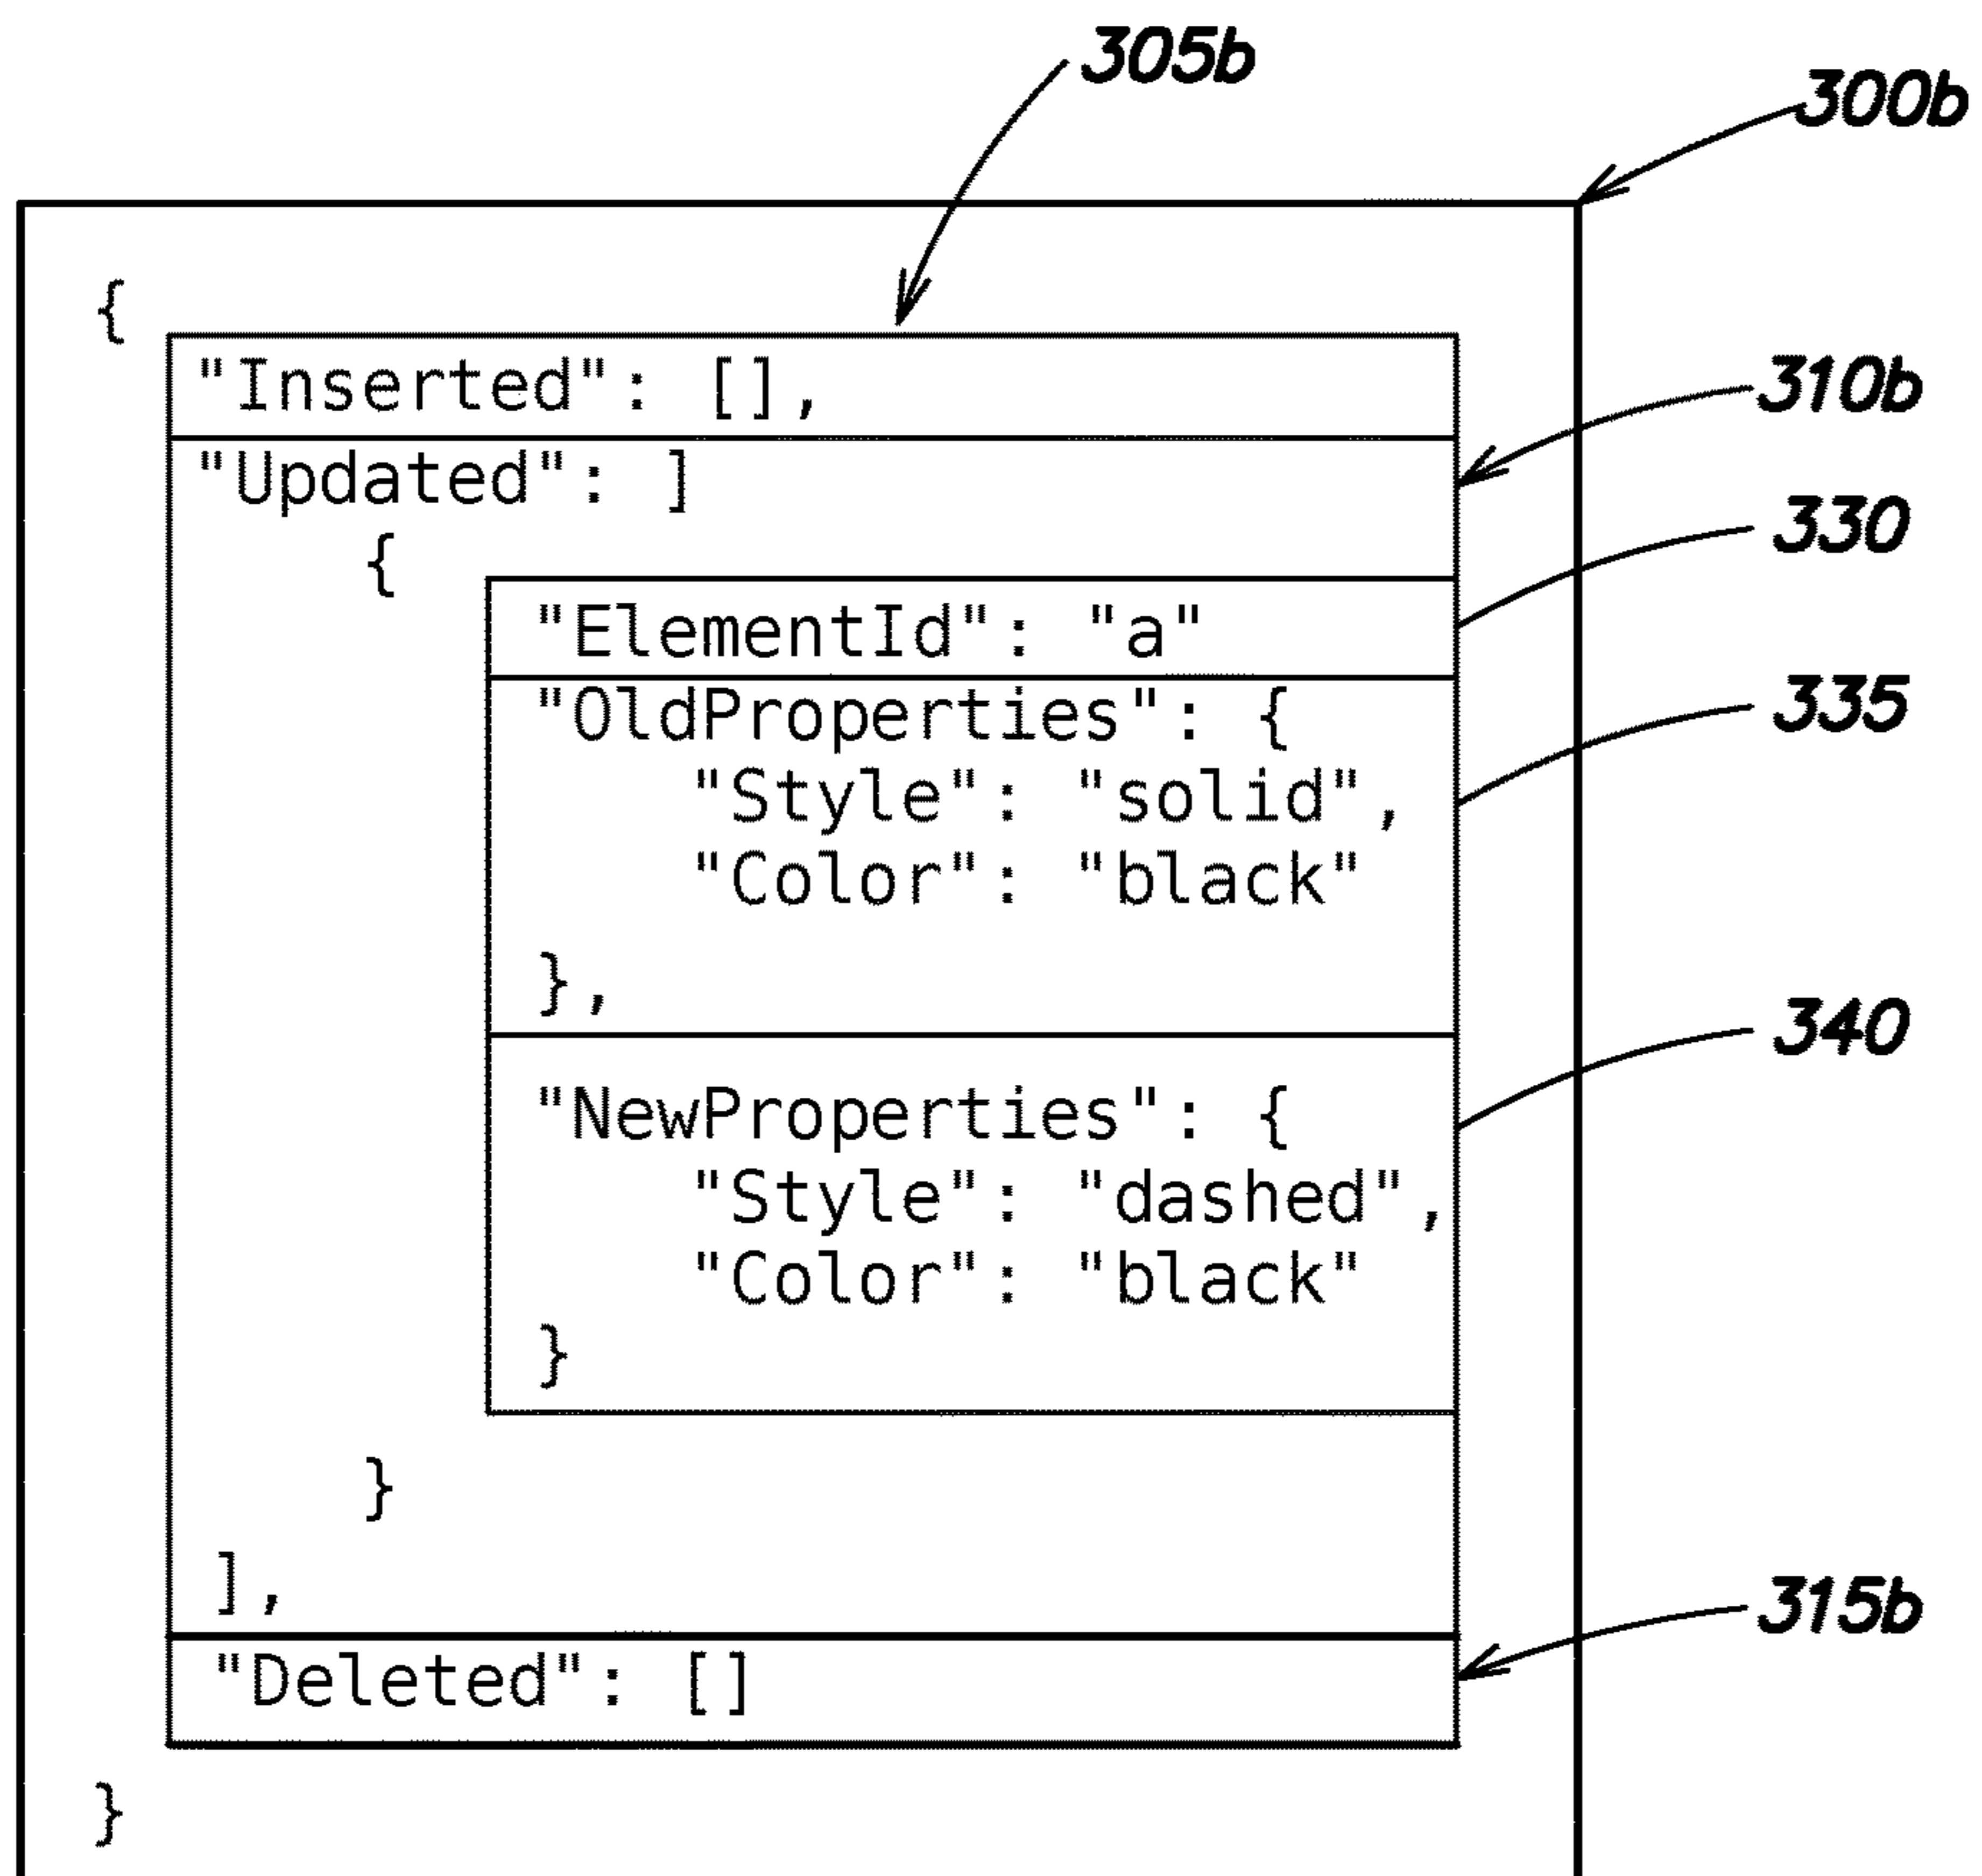 305b
300b
{
"Inserted": [],
310b
"Updated": ]
330
{
"ElementId": "a"
335
"OldProperties": {
"Style": "solid",
"Color": "black"
},
340
"NewProperties": {
"Style": "dashed",
"Color": "black"
}
}
],
315b
"Deleted": []
}